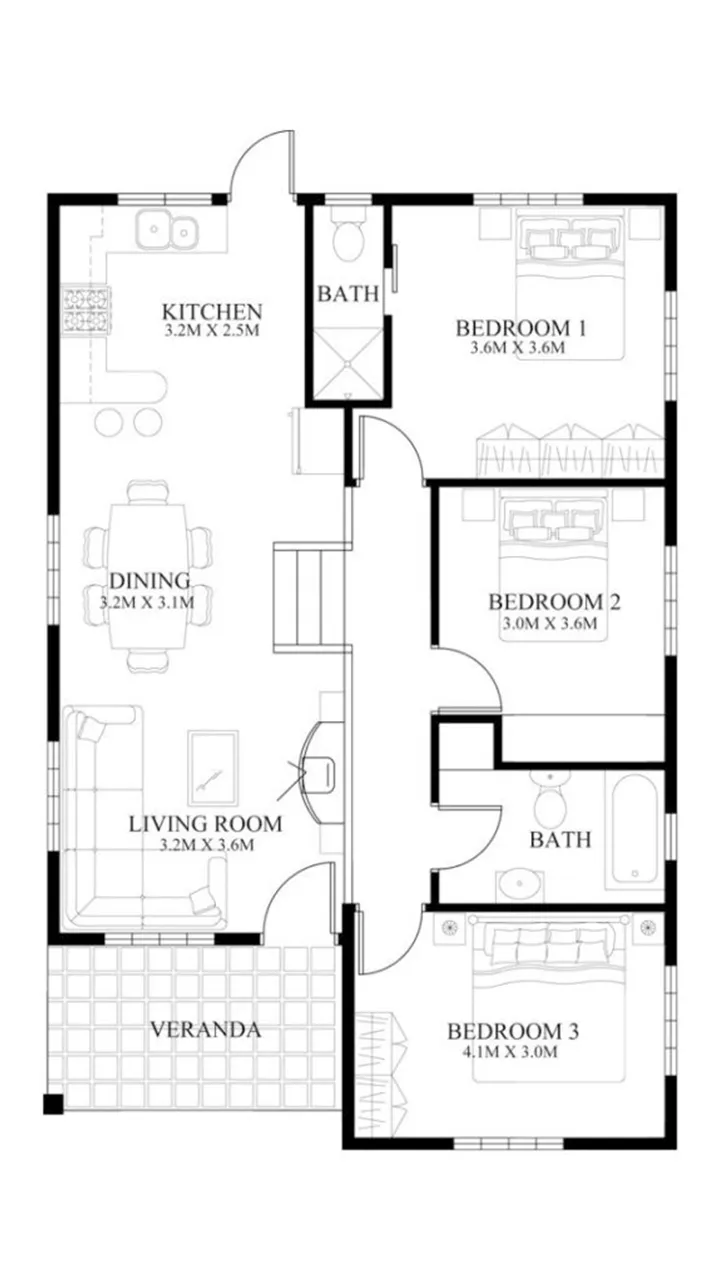 KITCHEN
3.2M X 2.5M
BATH
BEDROOM 1
3.6M X 3.6M
DINING
3.2M X 3.1M
BEDROOM 2
3.0M X 3.6M
LIVING ROOM
3.2M X 3.6M
BATH
VERANDA
BEDROOM 3
4.1M X 3.0M